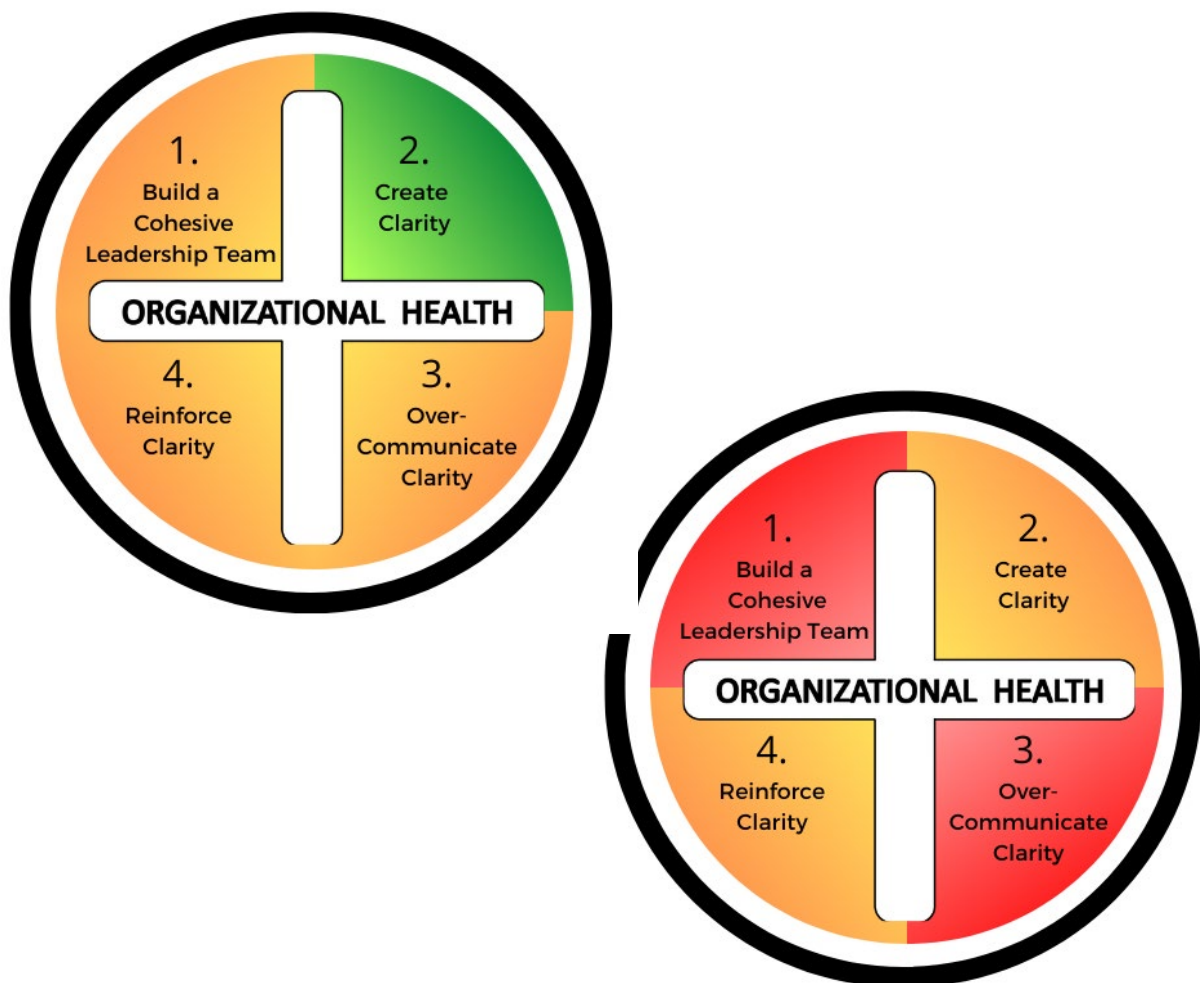 1.
Build a
Cohesive
Leadership Team
2.
Create
Clarity
ORGANIZATIONAL HEALTH
4.
Reinforce
Clarity
3.
Over-
Communicate
Clarity
1.
Build a
Cohesive
Leadership Team
2.
Create
Clarity
ORGANIZATIONAL HEALTH
4.
Reinforce
Clarity
3.
Over-
Communicate
Clarity